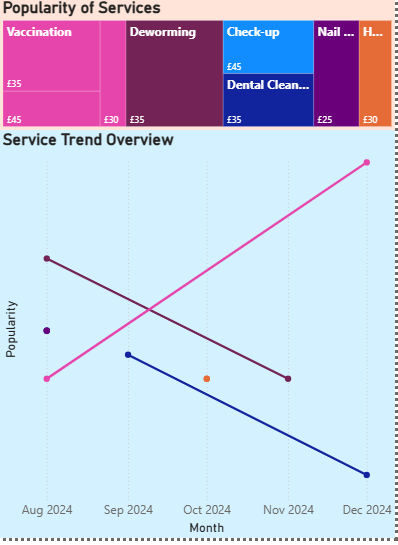 Popularity of Services
Vaccination
£35
£45
£30
Deworming
£35
Check-up
£45
Dental Clean...
£35
Nail ...
£25
H...
£30
Service Trend Overview
Popularity
Aug 2024 Sep 2024 Oct 2024 Nov 2024 Dec 2024
Month